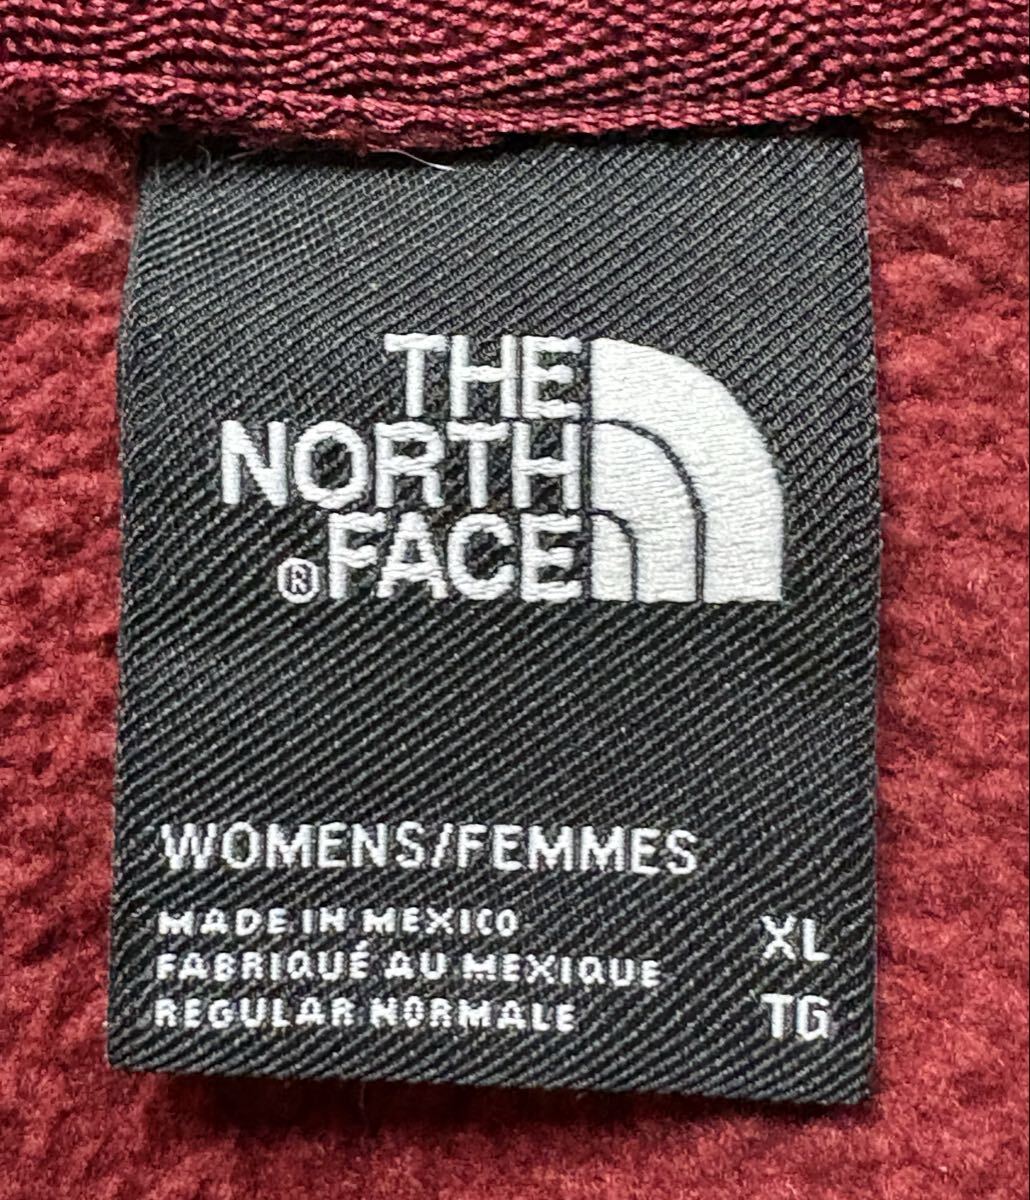 THE
NORTH
®FACE
WOMENS/FEMMES
MADE IN MEXICO
FABRIQUÉ AU MEXIQUE
REGULAR NORMALE
XL
TG